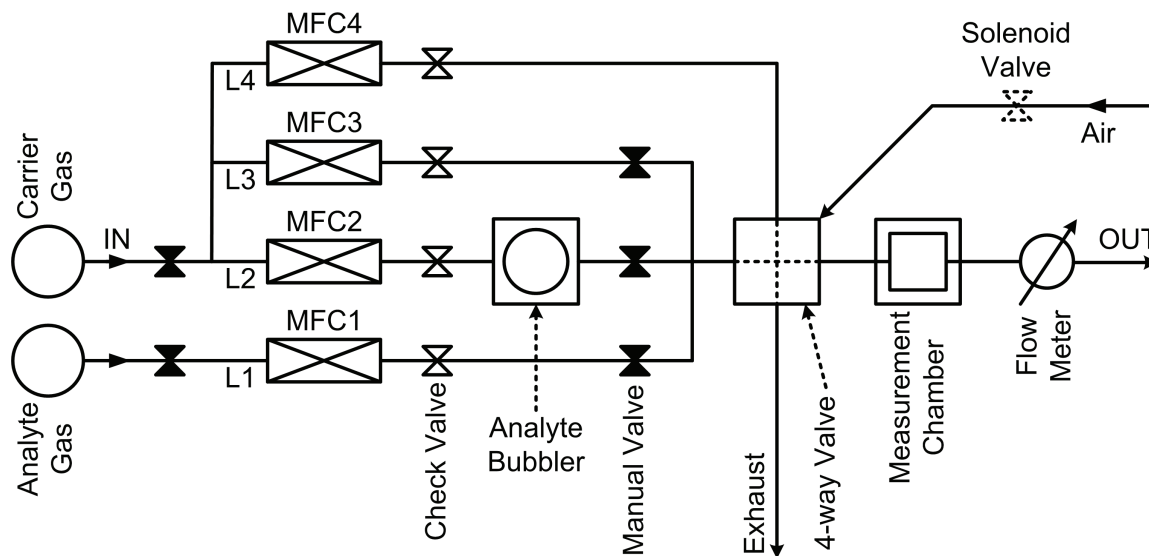 MFC4
Solenoid
Valve
L4
Air
MFC3
L3
Carrier
Gas
IN
MFC2
L2
OUT
MFC1
L1
Analyte
Gas
Check Valve
Analyte
Bubbler
Manual Valve
Exhaust
4-way Valve
Measurement
Chamber
Flow
Meter